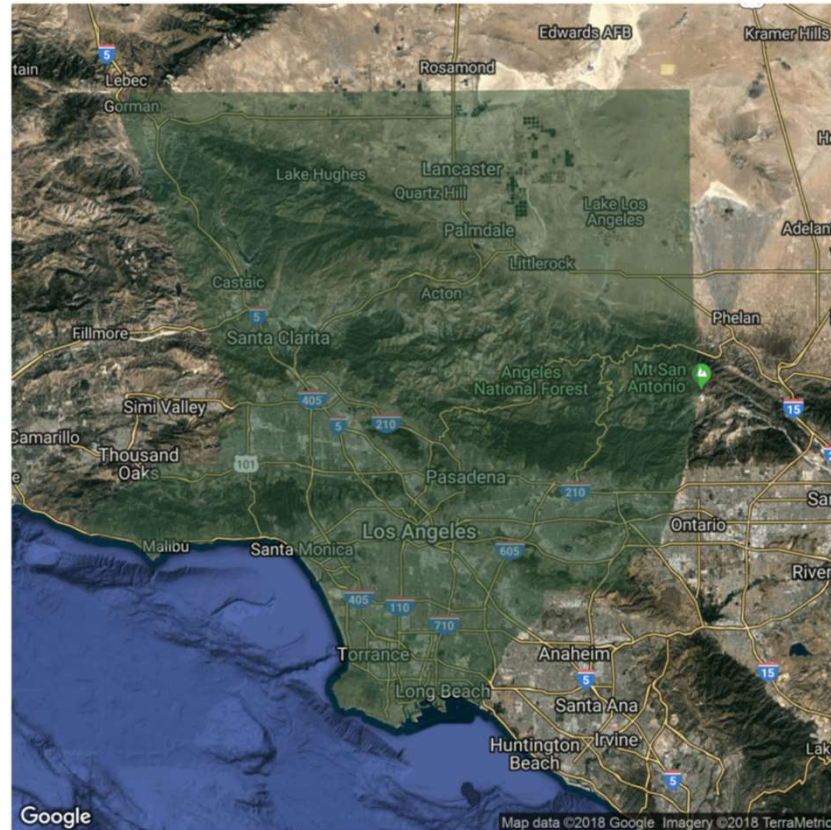 Edwards AFB
Kramer Hills
5
Lebec
tain
Rosamond
Gorman
Lake Hughes
Lancaster
Quartz Hill
Lake Los
Angeles
Palmdale
Adelan
Littlerock
Castaic
Acton
5
Phelan
Fillmore
Santa Clarita
Angeles
National Forest
Mt San
Antonio
405
Simi Valley
5
210
15
Camarillo
Thousand
Oaks
101
Pasadena
210
Sa
Los Angeles
Ontario
Malibu
Santa Monica
605
River
405
110
710
Torrance
Anaheim
5
15
Long Beach
Santa Ana
Huntington
Beach
Irvine
Lak
5
Google
Map data ©2018 Google Imagery ©2018 TerraMetric